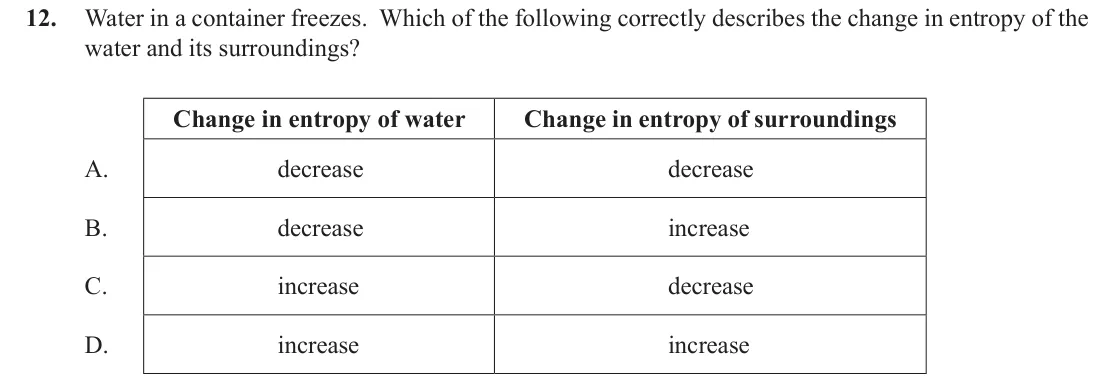 12. Water in a container freezes. Which of the following correctly describes the change in entropy of the
water and its surroundings?
Change in entropy of water Change in entropy of surroundings
A. decrease decrease
B. decrease increase
C. increase decrease
D. increase increase